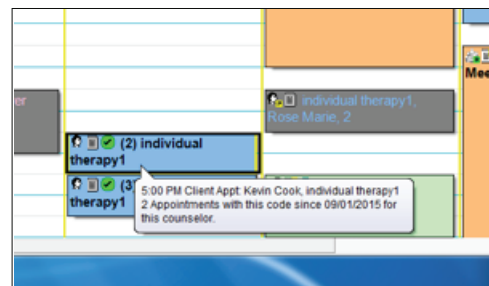 Mee
er
individual therapy1,
Rose Marie, 2
(2) individual
therapy1
(3
therapy1
5:00 PM Client Appt: Kevin Cook, individual therapy1
2 Appointments with this code since 09/01/2015 for
this counselor.